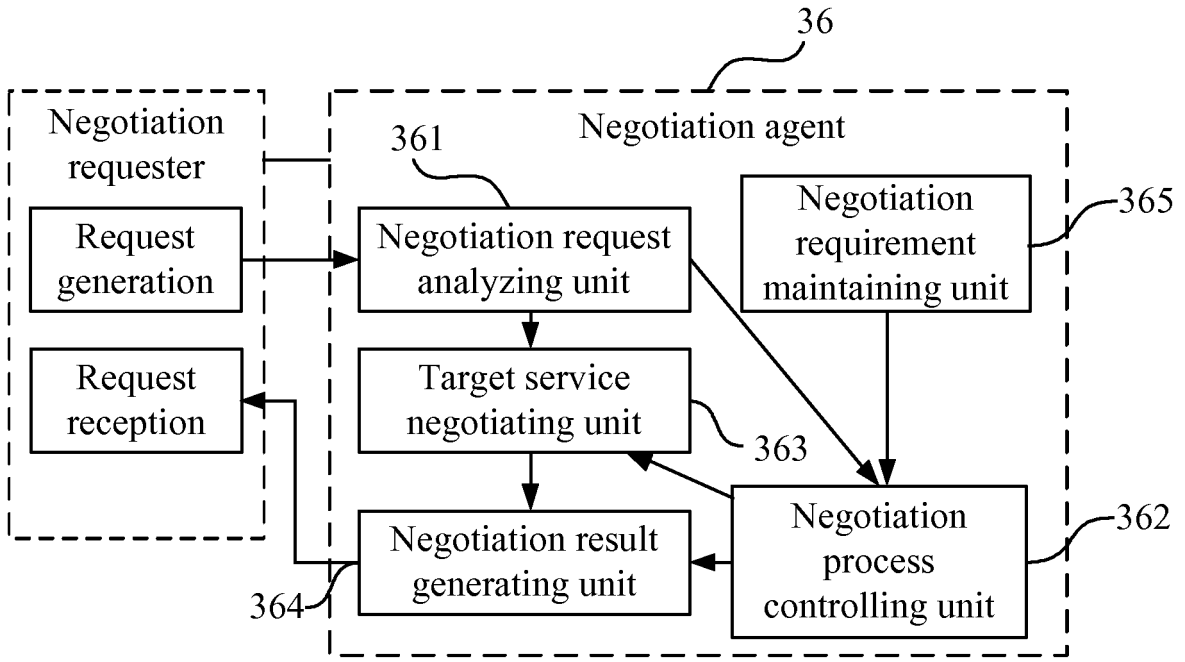 36
Negotiation
requester
Negotiation agent
361
Negotiation
requirement
maintaining unit
365
Request
generation
Negotiation request
analyzing unit
Request
reception
Target service
negotiating unit
363
Negotiation
process
controlling unit
362
Negotiation result
generating unit
364